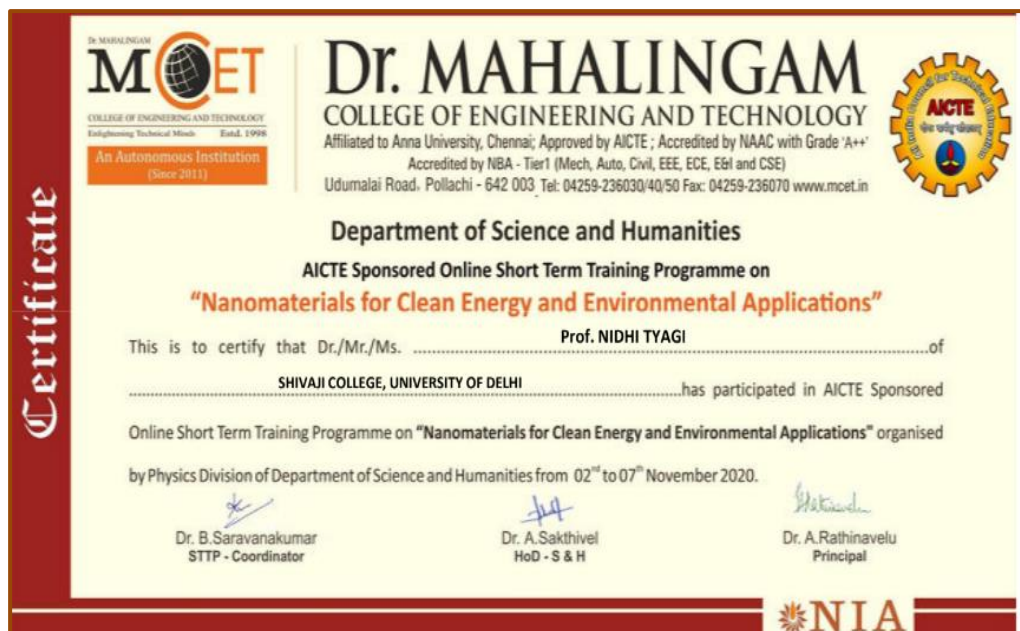 Certificate
Dr. MAHALINGAM
MCET
COLLEGE OF ENGINEERING AND TECHNOLOGY
Enlightening Technical Minds Estd. 1998
An Autonomous Institution
(Since 2011)
Dr. MAHALINGAM
COLLEGE OF ENGINEERING AND TECHNOLOGY
Affiliated to Anna University, Chennai; Approved by AICTE ; Accredited by NAAC with Grade 'A++'
Accredited by NBA - Tier1 (Mech, Auto, Civil, EEE, ECE, E&I and CSE)
Udumalai Road, Pollachi - 642 003 Tel: 04259-236030/40/50 Fax: 04259-236070 www.mcet.in
All India Council for Technical Education
AICTE
Department of Science and Humanities
AICTE Sponsored Online Short Term Training Programme on
“Nanomaterials for Clean Energy and Environmental Applications”
This is to certify that Dr./Mr./Ms. Prof. NIDHI TYAGI of
SHIVAJI COLLEGE, UNIVERSITY OF DELHI has participated in AICTE Sponsored
Online Short Term Training Programme on "Nanomaterials for Clean Energy and Environmental Applications" organised
by Physics Division of Department of Science and Humanities from 02nd to 07th November 2020.
Dr. B.Saravanakumar
STTP - Coordinator
Dr. A.Sakthivel
HoD - S & H
Dr. A.Rathinavelu
Principal
NIA